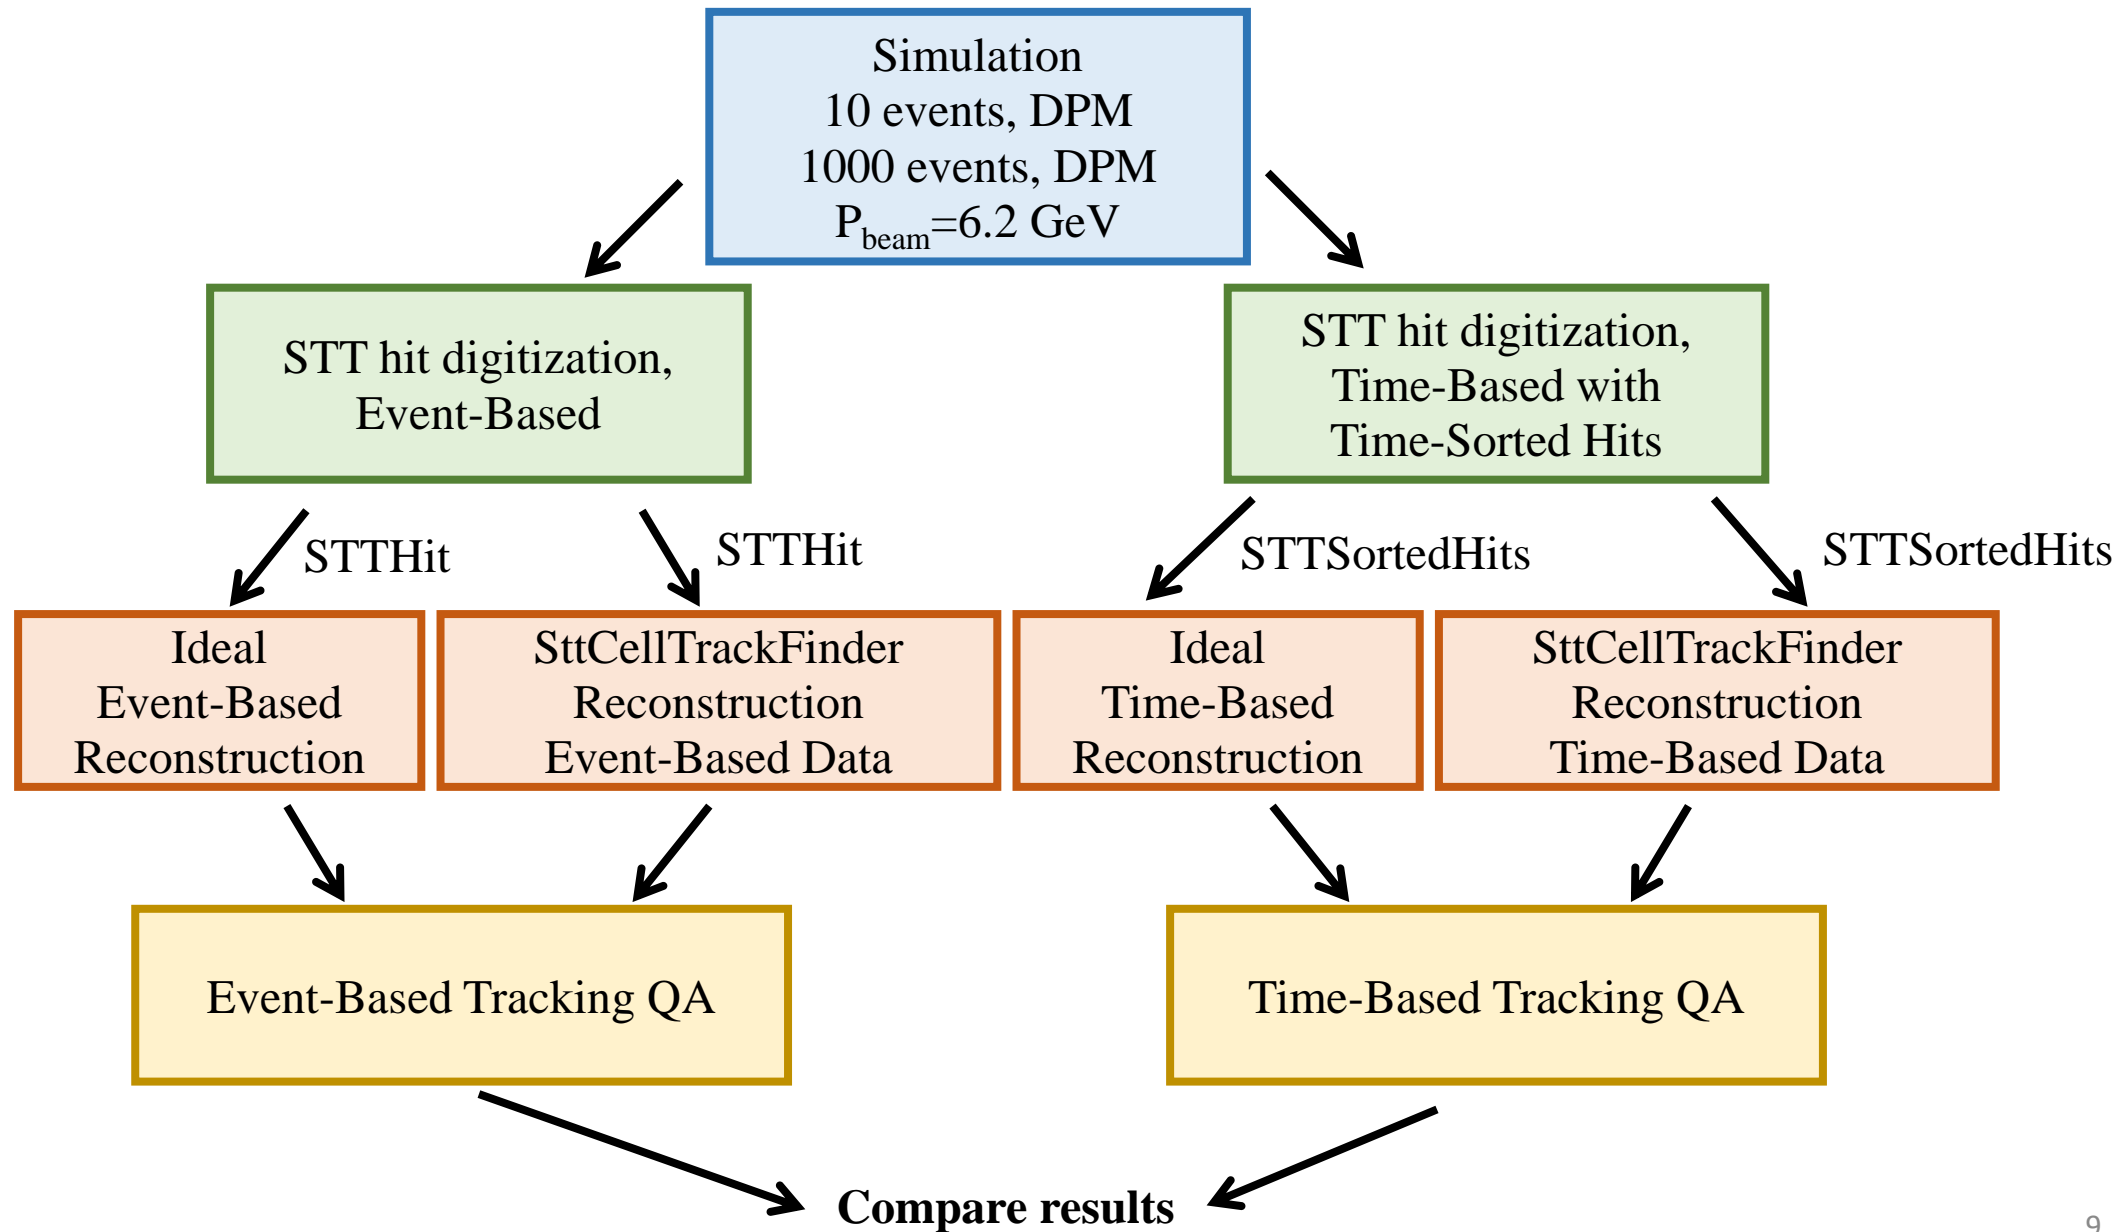 Simulation
10 events, DPM
1000 events, DPM
P_beam=6.2 GeV
STT hit digitization,
Event-Based
STT hit digitization,
Time-Based with
Time-Sorted Hits
STTHit
STTHit
STTSortedHits
STTSortedHits
Ideal
Event-Based
Reconstruction
SttCellTrackFinder
Reconstruction
Event-Based Data
Ideal
Time-Based
Reconstruction
SttCellTrackFinder
Reconstruction
Time-Based Data
Event-Based Tracking QA
Time-Based Tracking QA
Compare results
9